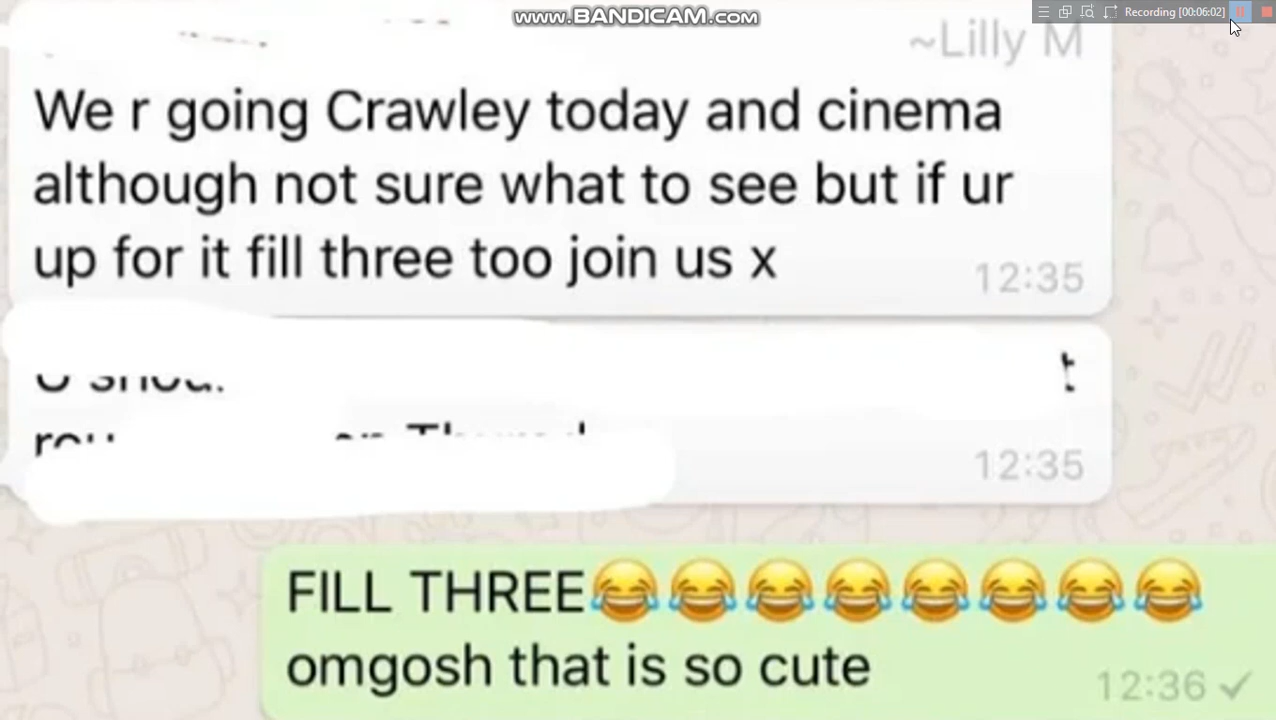 www.BANDICAM.com
Recording [00:06:02]
~Lilly M
We r going Crawley today and cinema
although not sure what to see but if ur
up for it fill three too join us x
12:35
12:35
FILL THREE😂😂😂😂😂😂😂😂
omgosh that is so cute
12:36